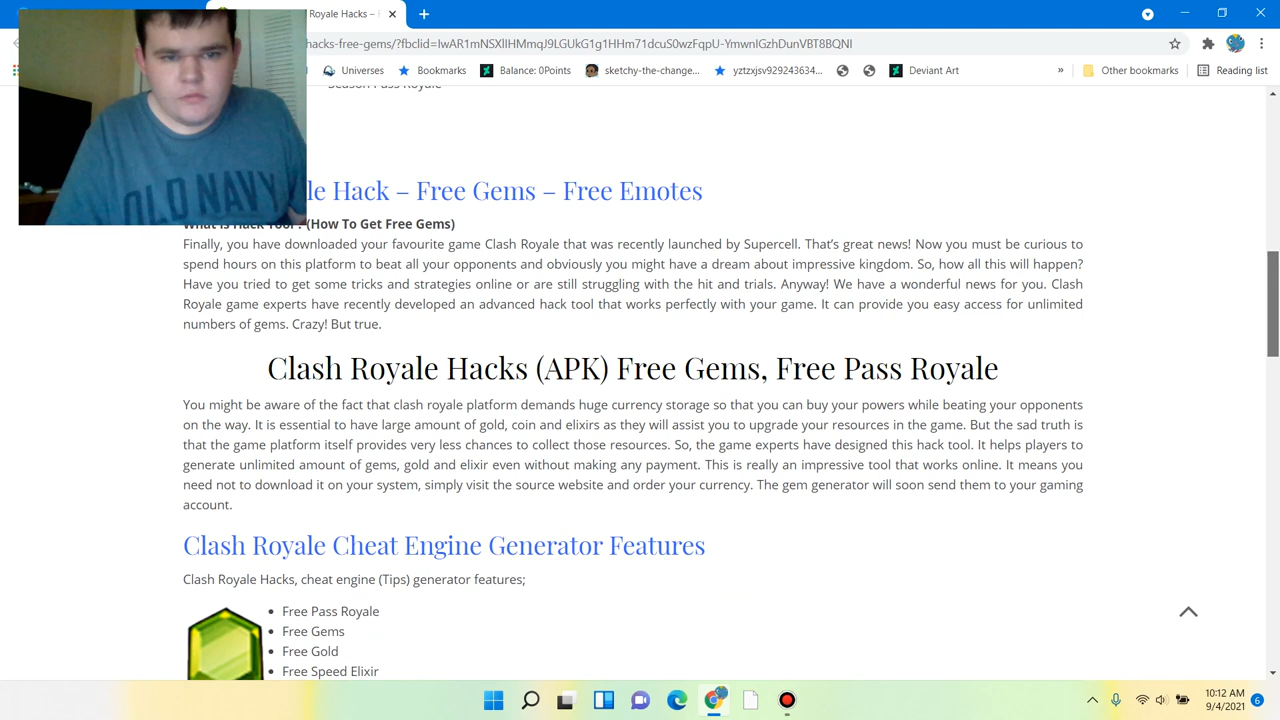 Royale Hacks – F
hacks-free-gems/?fbclid=
Universes
Bookmarks
Balanced Accounts
sketchy-the-change...
yztzxjsv929236634...
Deviant Art
»
Other bookmarks
Reading list
Season Pass Royale
le Hack – Free Gems – Free Emotes
What is Hack Tool? (How To Get Free Gems)
Finally, you have downloaded your favourite game Clash Royale that was recently launched by Supercell. That's great news! Now you must be curious to
spend hours on this platform to beat all your opponents and obviously you might have a dream about impressive kingdom. So, how all this will happen?
Have you tried to get some tricks and strategies online or are still struggling with the hit and trials. Anyway! We have a wonderful news for you. Clash
Royale game experts have recently developed an advanced hack tool that works perfectly with your game. It can provide you easy access for unlimited
numbers of gems. Crazy! But true.
Clash Royale Hacks (APK) Free Gems, Free Pass Royale
You might be aware of the fact that clash royale platform demands huge currency storage so that you can buy your powers while beating your opponents
on the way. It is essential to have large amount of gold, coin and elixirs as they will assist you to upgrade your resources in the game. But the sad truth is
that the game platform itself provides very less chances to collect those resources. So, the game experts have designed this hack tool. It helps players to
generate unlimited amount of gems, gold and elixir even without making any payment. This is really an impressive tool that works online. It means you
need not to download it on your system, simply visit the source website and order your currency. The gem generator will soon send them to your gaming
account.
Clash Royale Cheat Engine Generator Features
Clash Royale Hacks, cheat engine (Tips) generator features;
Free Pass Royale
Free Gems
Free Gold
Free Speed Elixir
OLD NAVY
10:12 AM
9/4/2021
6